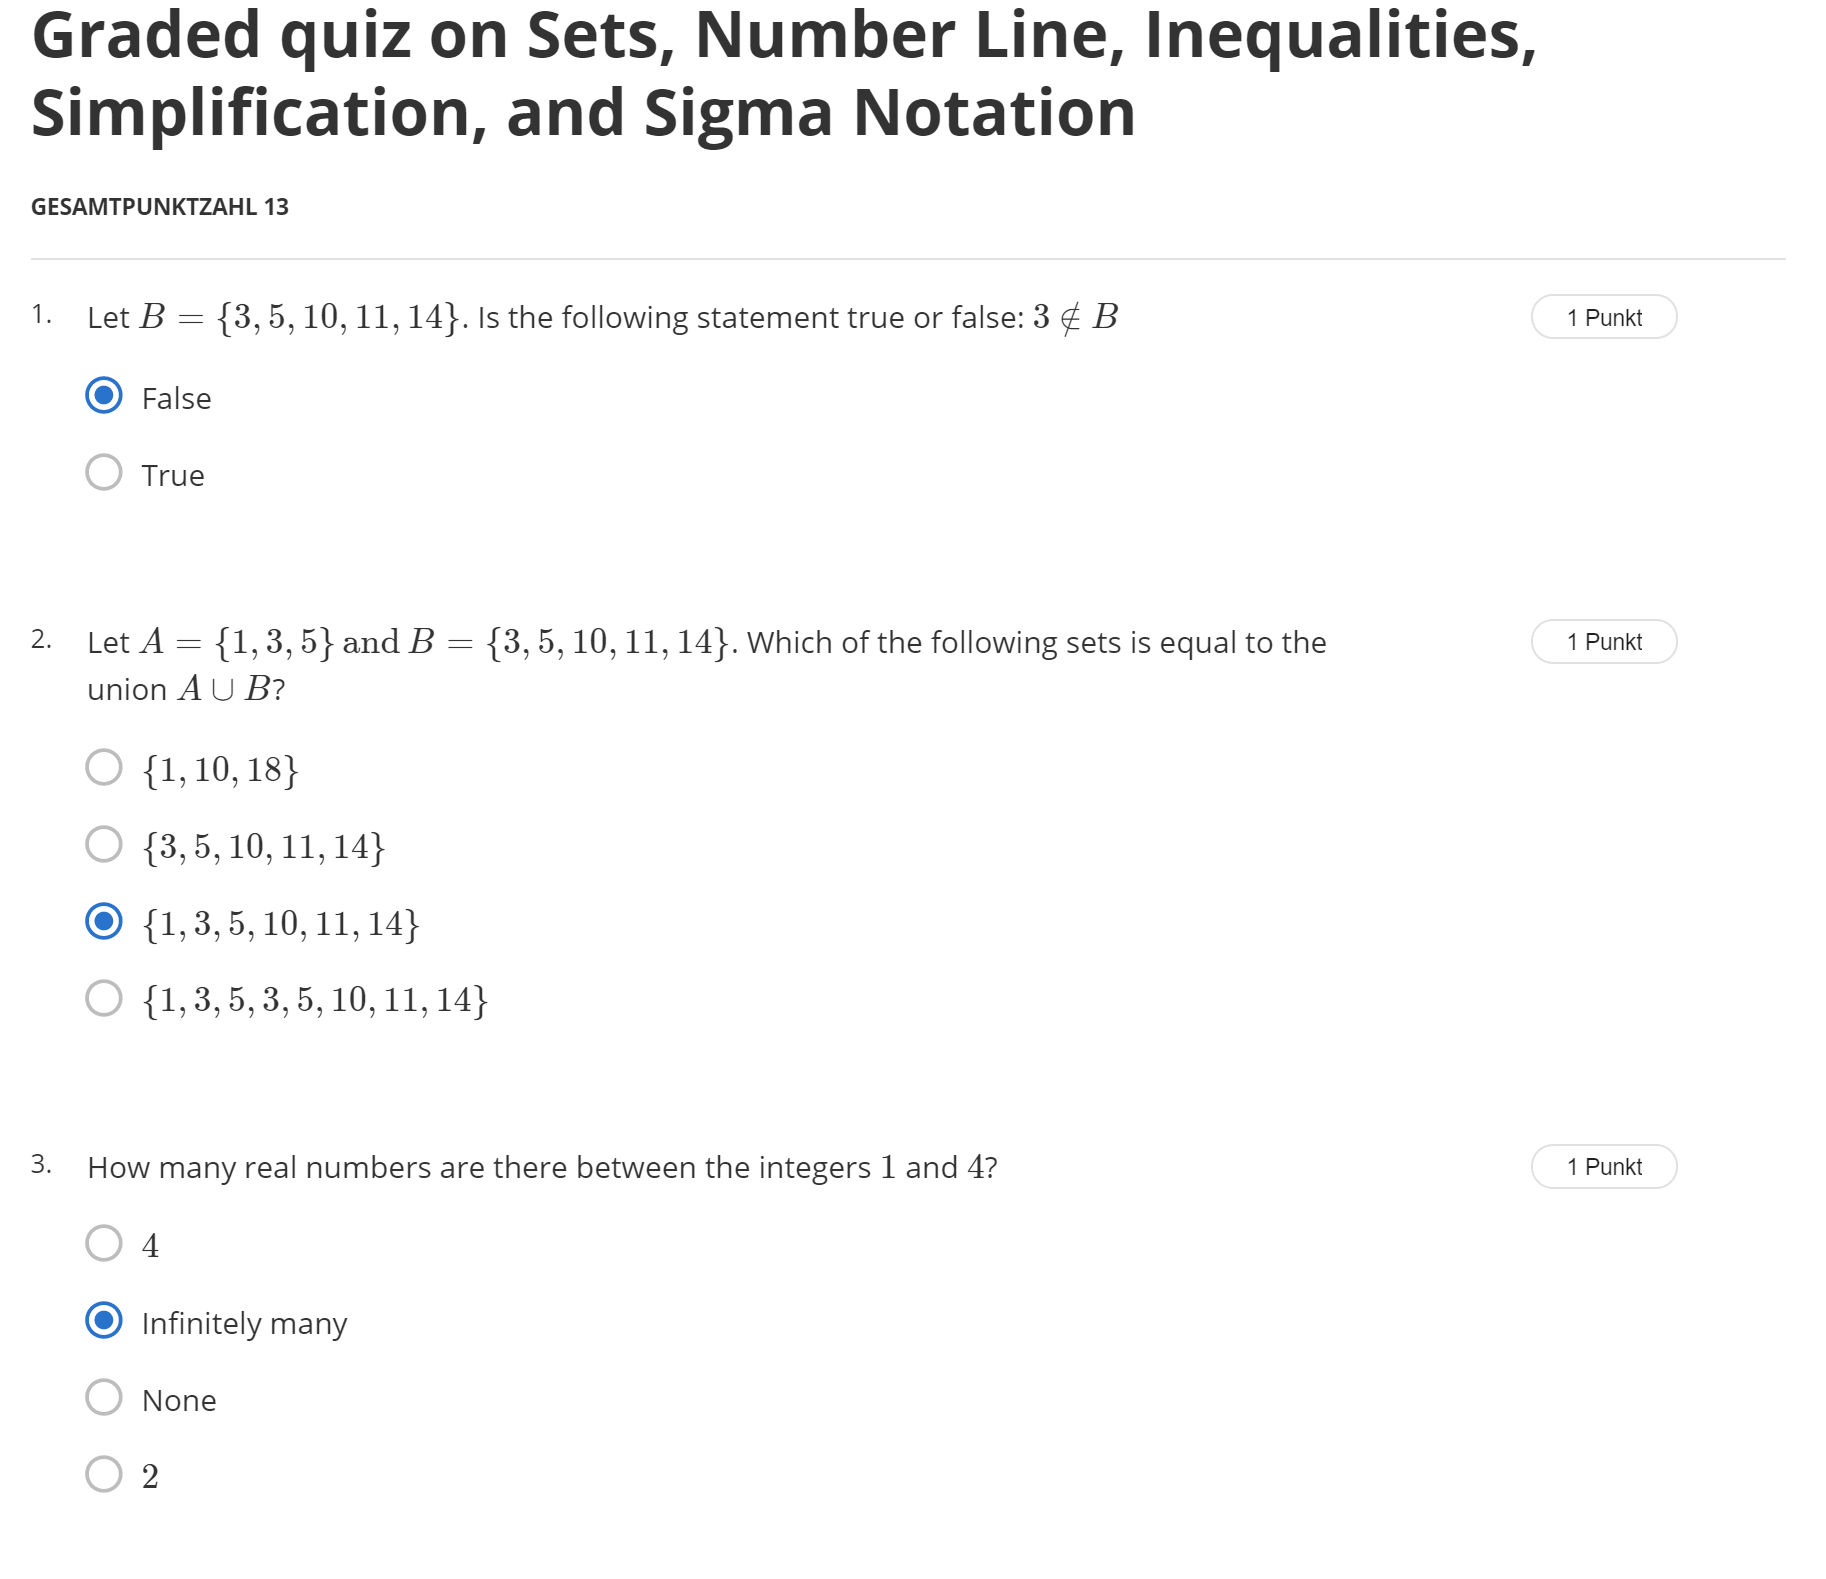 Graded quiz on Sets, Number Line, Inequalities,
Simplification, and Sigma Notation
GESAMTPUNKTZAHL 13
1. Let B = {3, 5, 10, 11, 14}. Is the following statement true or false: 3 ∉ B 1 Punkt
False
True
2. Let A = {1, 3, 5} and B = {3, 5, 10, 11, 14}. Which of the following sets is equal to the 1 Punkt
union A ∪ B?
{1, 10, 18}
{3, 5, 10, 11, 14}
{1, 3, 5, 10, 11, 14}
{1, 3, 5, 3, 5, 10, 11, 14}
3. How many real numbers are there between the integers 1 and 4? 1 Punkt
4
Infinitely many
None
2